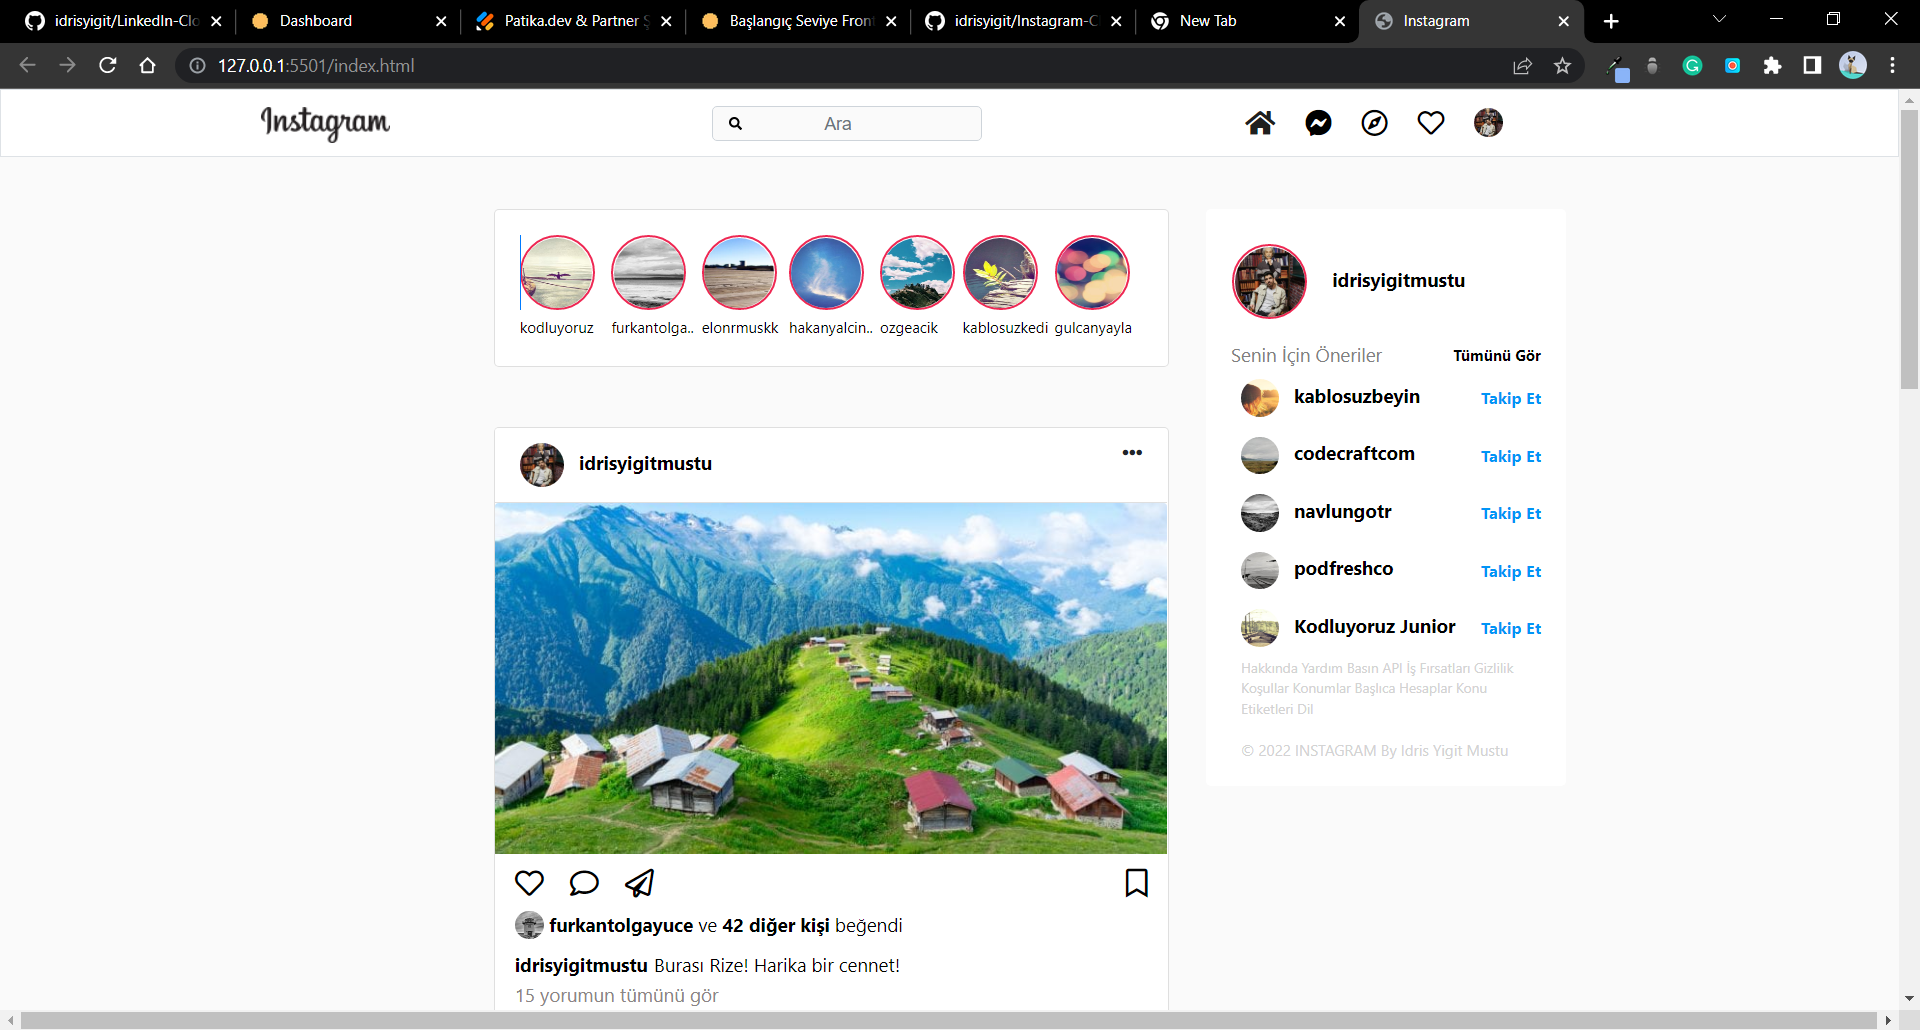 idrisyigit/LinkedIn-Clo
Dashboard
Patika.dev & Partner Ş
Başlangıç Seviye Front
idrisyigit/Instagram-C
New Tab
Instagram
127.0.0.1:5501/index.html
Instagram
Ara
kodluyoruz
furkantolga..
elonrmuskk
hakanyalcin..
ozgeacik
kablosuzkedi
gulcanyayla
idrisyigitmustu
Senin İçin Öneriler
Tümünü Gör
kablosuzbeyin
Takip Et
codecraftcom
Takip Et
navlungotr
Takip Et
podfreshco
Takip Et
Kodluyoruz Junior
Takip Et
Hakkında Yardım Basın API İş Fırsatları Gizlilik
Koşullar Konumlar Başlıca Hesaplar Konu
Etiketleri Dil
© 2022 INSTAGRAM By Idris Yigit Mustu
idrisyigitmustu
furkantolgayuce ve 42 diğer kişi beğendi
idrisyigitmustu Burası Rize! Harika bir cennet!
15 yorumun tümünü gör